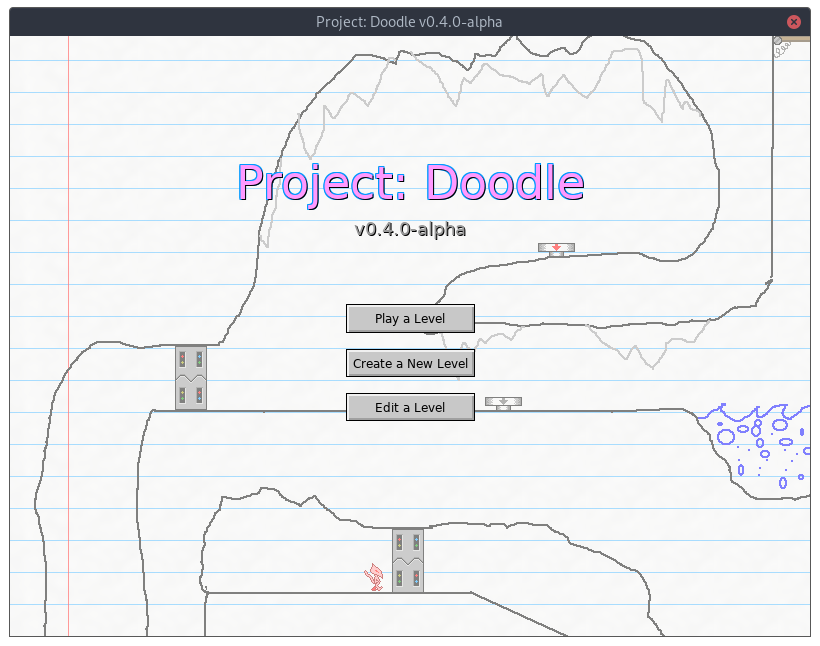 Project: Doodle v0.4.0-alpha
Project: Doodle
v0.4.0-alpha
Play a Level
Create a New Level
Edit a Level